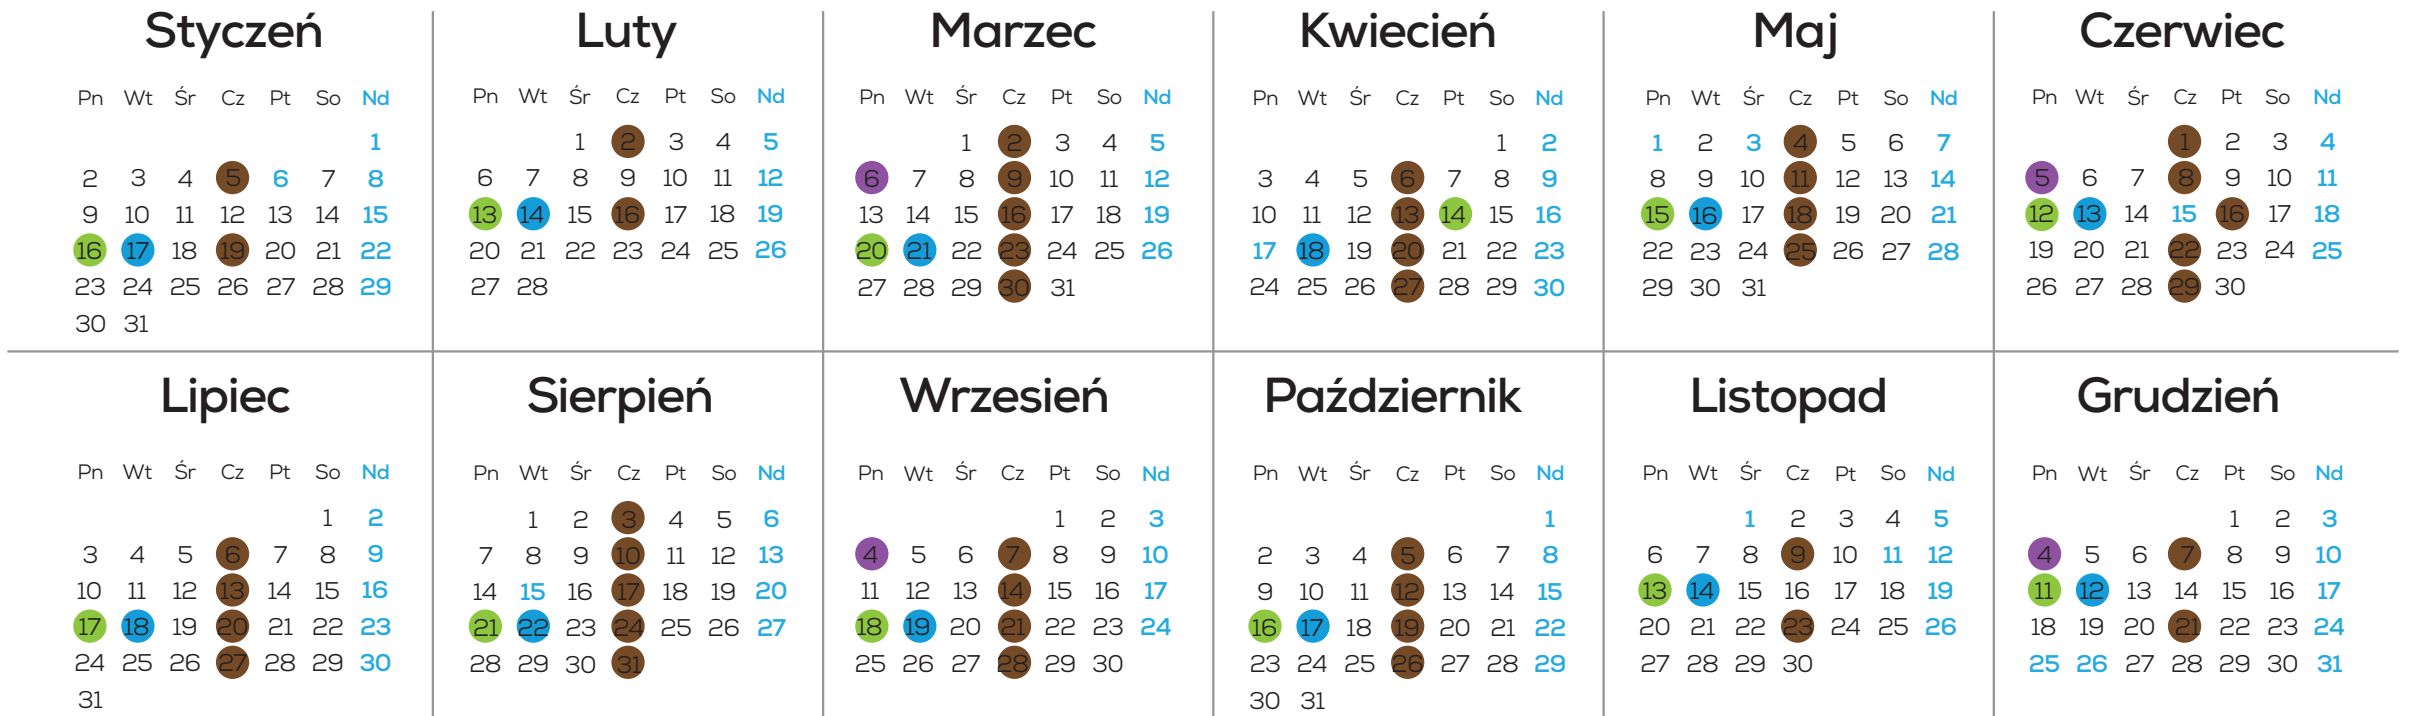 Styczeń
Pn Wt Śr Cz Pt So Nd
1
2 3 4 5 6 7 8
9 10 11 12 13 14 15
16 17 18 19 20 21 22
23 24 25 26 27 28 29
30 31
Luty
Pn Wt Śr Cz Pt So Nd
1 2 3 4 5
6 7 8 9 10 11 12
13 14 15 16 17 18 19
20 21 22 23 24 25 26
27 28
Marzec
Pn Wt Śr Cz Pt So Nd
1 2 3 4 5
6 7 8 9 10 11 12
13 14 15 16 17 18 19
20 21 22 23 24 25 26
27 28 29 30 31
Kwiecień
Pn Wt Śr Cz Pt So Nd
1 2
3 4 5 6 7 8 9
10 11 12 13 14 15 16
17 18 19 20 21 22 23
24 25 26 27 28 29 30
Maj
Pn Wt Śr Cz Pt So Nd
1 2 3 4 5 6 7
8 9 10 11 12 13 14
15 16 17 18 19 20 21
22 23 24 25 26 27 28
29 30 31
Czerwiec
Pn Wt Śr Cz Pt So Nd
1 2 3 4
5 6 7 8 9 10 11
12 13 14 15 16 17 18
19 20 21 22 23 24 25
26 27 28 29 30
Lipiec
Pn Wt Śr Cz Pt So Nd
1 2
3 4 5 6 7 8 9
10 11 12 13 14 15 16
17 18 19 20 21 22 23
24 25 26 27 28 29 30
31
Sierpień
Pn Wt Śr Cz Pt So Nd
1 2 3 4 5 6
7 8 9 10 11 12 13
14 15 16 17 18 19 20
21 22 23 24 25 26 27
28 29 30 31
Wrzesień
Pn Wt Śr Cz Pt So Nd
1 2 3
4 5 6 7 8 9 10
11 12 13 14 15 16 17
18 19 20 21 22 23 24
25 26 27 28 29 30
Październik
Pn Wt Śr Cz Pt So Nd
1
2 3 4 5 6 7 8
9 10 11 12 13 14 15
16 17 18 19 20 21 22
23 24 25 26 27 28 29
30 31
Listopad
Pn Wt Śr Cz Pt So Nd
1 2 3 4 5
6 7 8 9 10 11 12
13 14 15 16 17 18 19
20 21 22 23 24 25 26
27 28 29 30
Grudzień
Pn Wt Śr Cz Pt So Nd
1 2 3
4 5 6 7 8 9 10
11 12 13 14 15 16 17
18 19 20 21 22 23 24
25 26 27 28 29 30 31